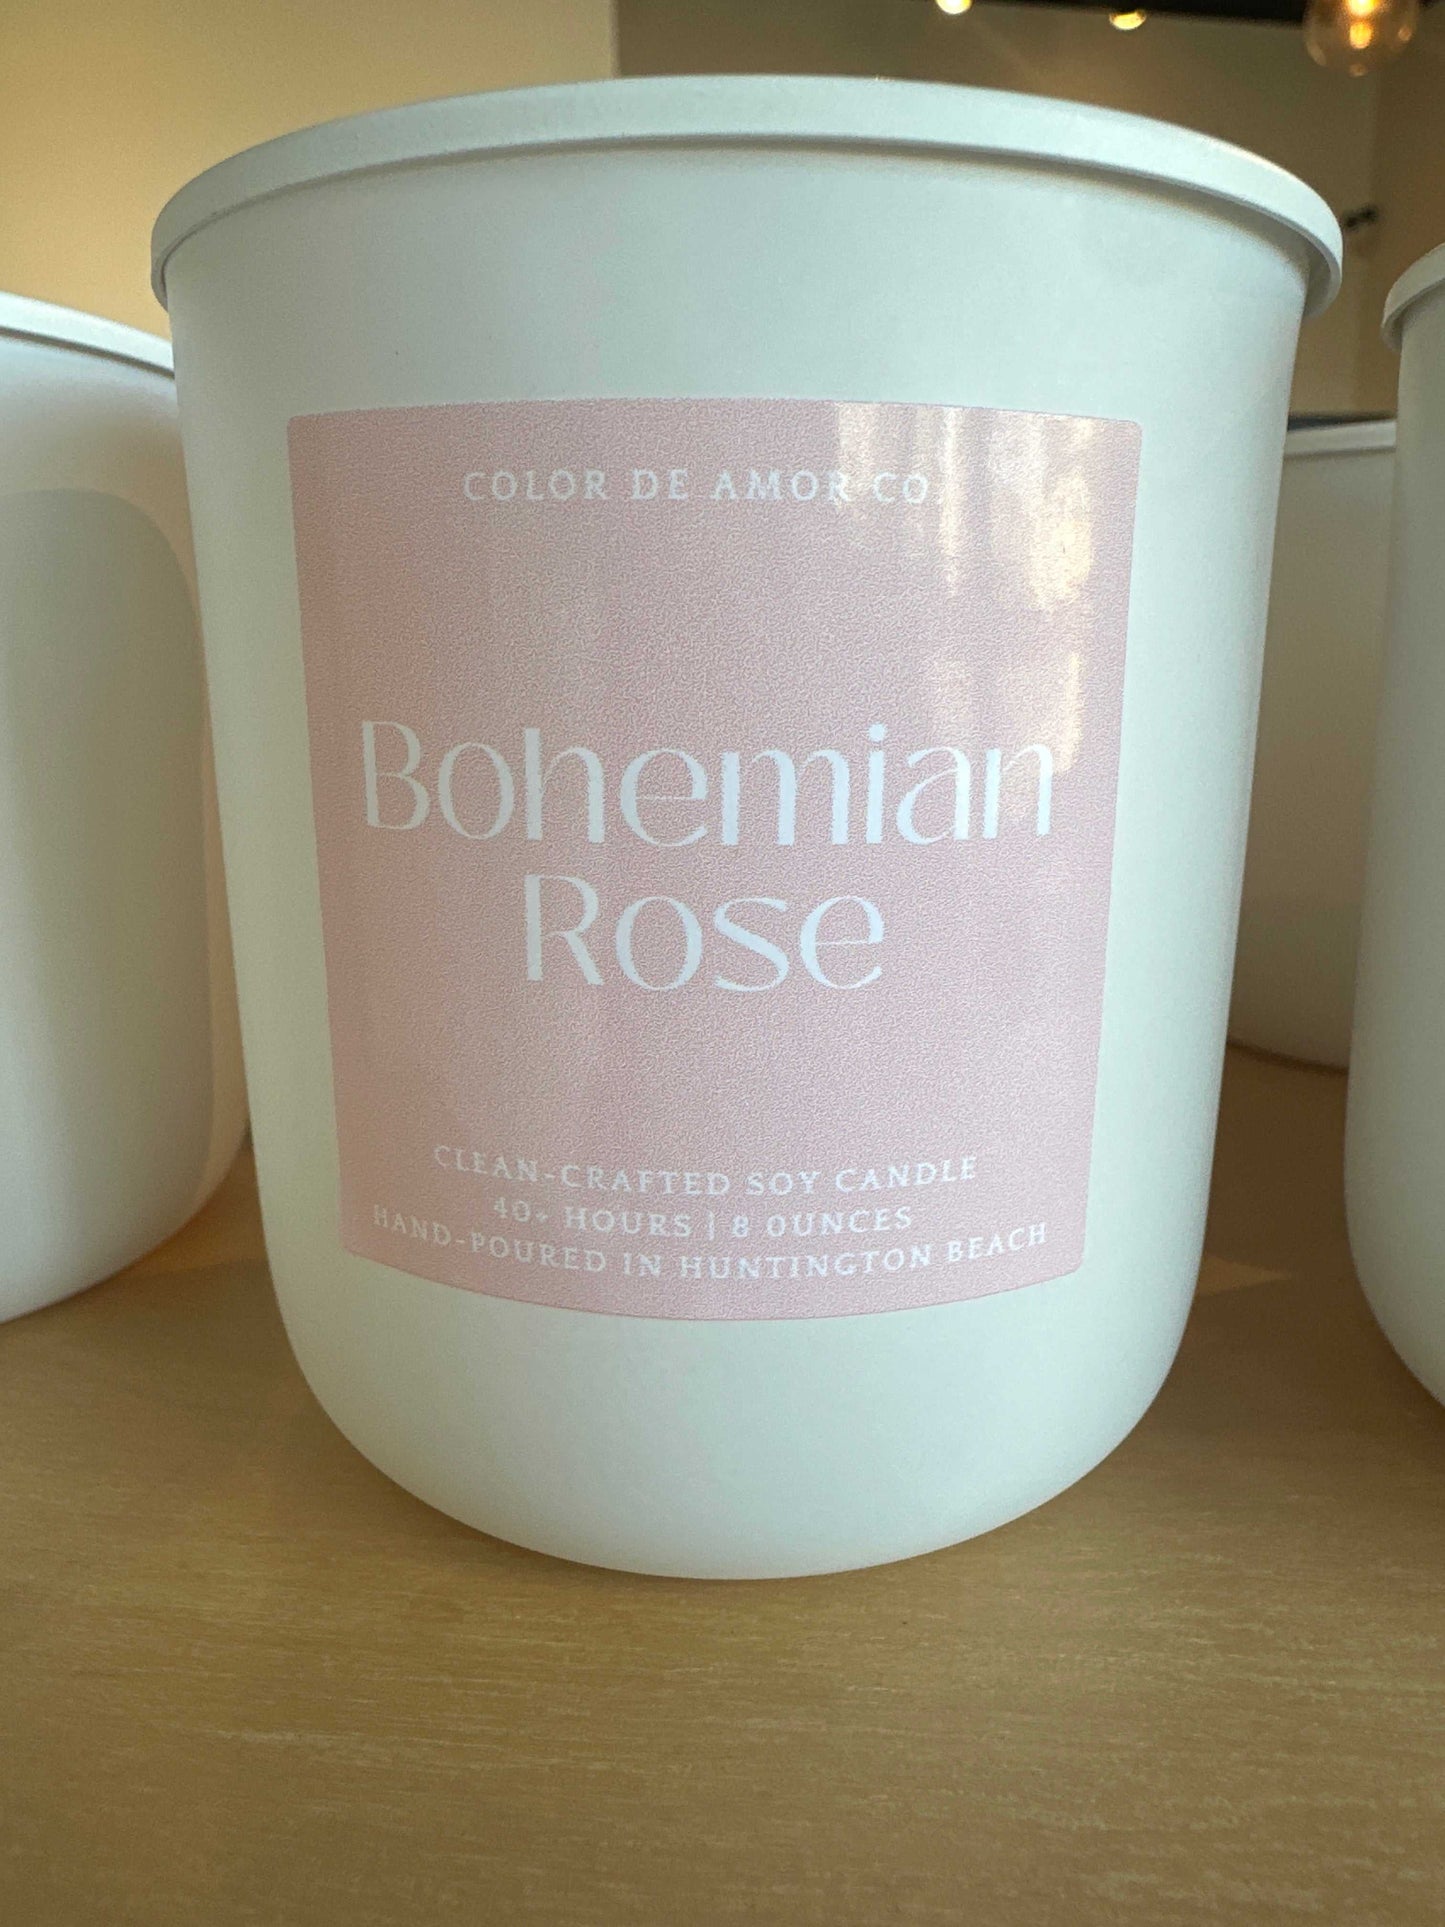 COLOR DE AMOR CO
Bohemian
Rose
CLEAN-CRAFTED SOY CANDLE
40+ HOURS | 8 OUNCES
HAND-POURED IN HUNTINGTON BEACH